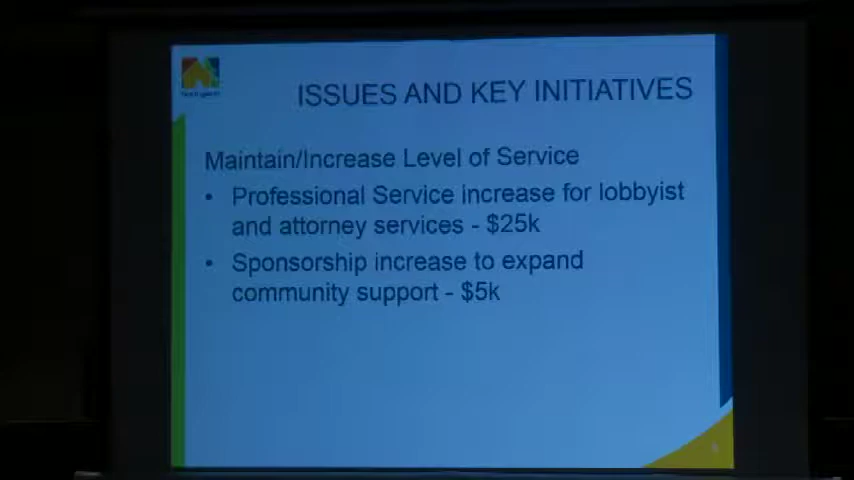 ISSUES AND KEY INITIATIVES
Maintain/Increase Level of Service
• Professional Service increase for lobbyist
and attorney services - $25k
• Sponsorship increase to expand
community support - $5k